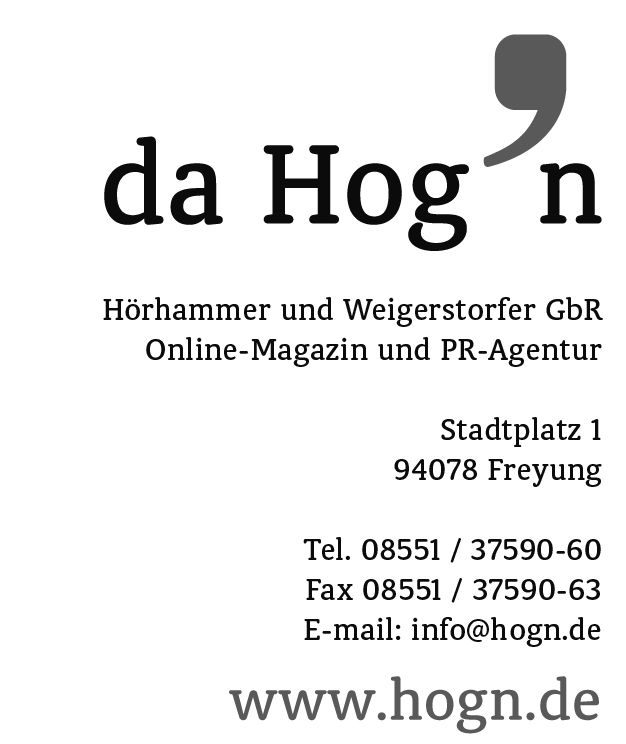 da Hog'n
Hörhammer und Weigerstorfer GbR
Online-Magazin und PR-Agentur
Stadtplatz 1
94078 Freyung
Tel. 08551 / 37590-60
Fax 08551 / 37590-63
E-mail: info@hogn.de
www.hogn.de